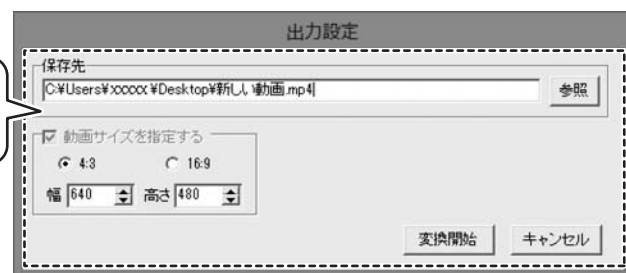 出力設定
保存先
C:¥Users¥xxxxx¥Desktop¥新しい動画.mp4
参照
動画サイズを指定する
4:3 16:9
幅 640 高さ 480
変換開始 キャンセル